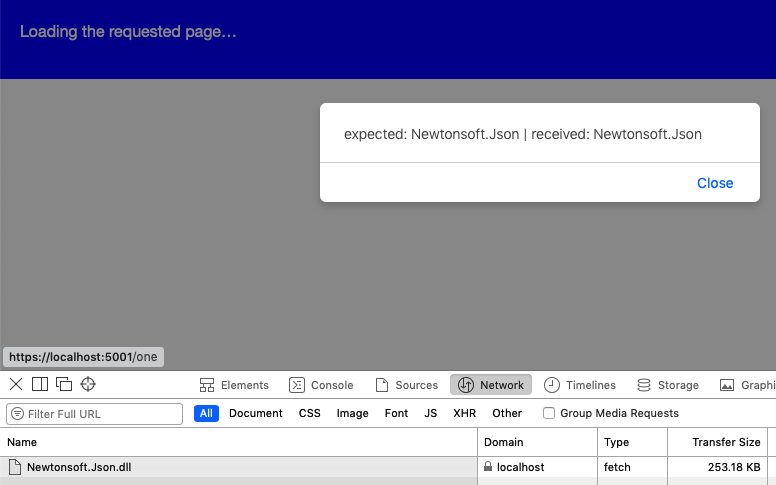 Loading the requested page...
expected: Newtonsoft.Json | received: Newtonsoft.Json
Close
https://localhost:5001/one
Elements Console Sources Network Timelines Storage Graphi
Filter Full URL All Document CSS Image Font JS XHR Other Group Media Requests
Name Domain Type Transfer Size
Newtonsoft.Json.dll localhost fetch 253.18 KB